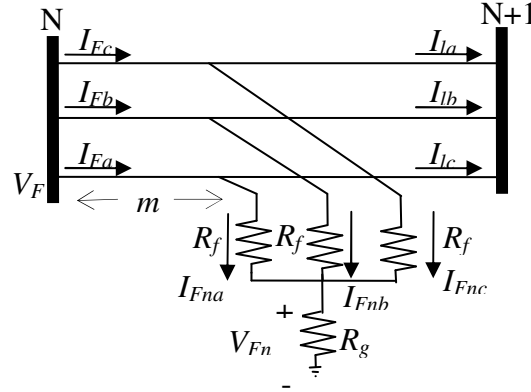 N
N+1
I_Fc
I_la
I_Fb
I_lb
I_Fa
I_lc
V_F
m
R_f
R_f
R_f
I_Fna
I_Fnb
I_Fnc
+
V_Fn
R_g
-